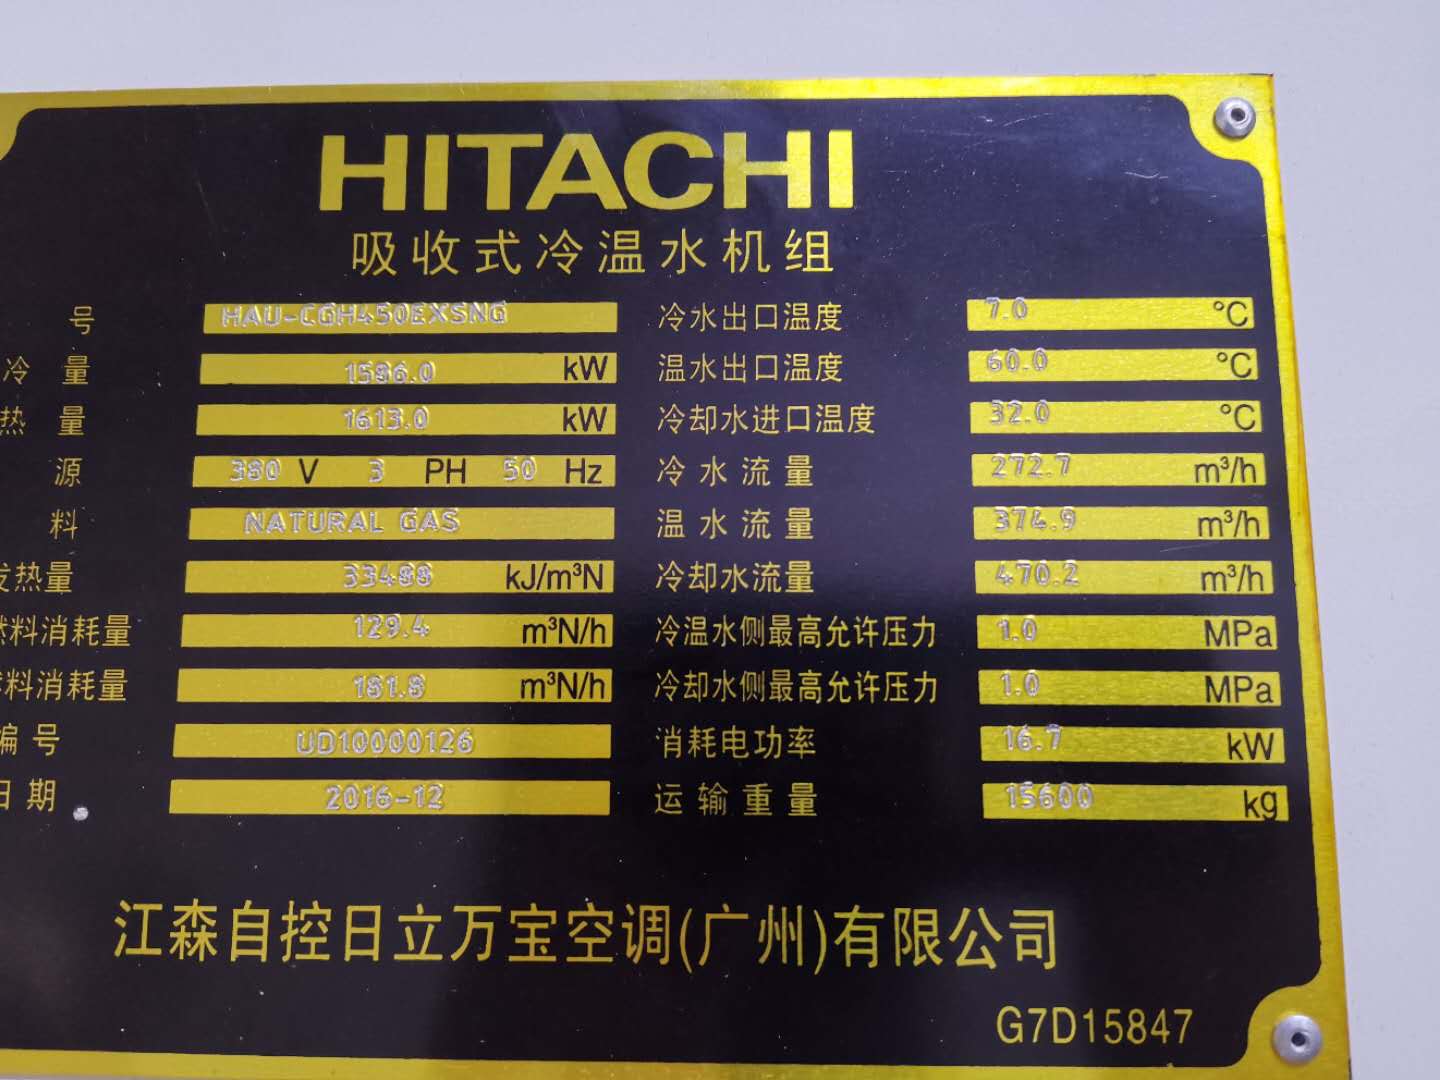 HITACHI
吸收式冷温水机组
号 HAU-CGH450EXSNG 冷水出口温度 7.0 °C
冷 量 1586.0 kW 温水出口温度 60.0 °C
热 量 1613.0 kW 冷却水进口温度 32.0 °C
源 380 V 3 PH 50 Hz 冷水流量 272.7 m³/h
料 NATURAL GAS 温水流量 374.9 m³/h
发热量 33488 kJ/m³N 冷却水流量 470.2 m³/h
燃料消耗量 129.4 m³N/h 冷温水侧最高允许压力 1.0 MPa
料消耗量 181.8 m³N/h 冷却水侧最高允许压力 1.0 MPa
编号 UD10000126 消耗电功率 16.7 kW
日期 2016-12 运输重量 15600 kg
江森自控日立万宝空调(广州)有限公司
G7D15847